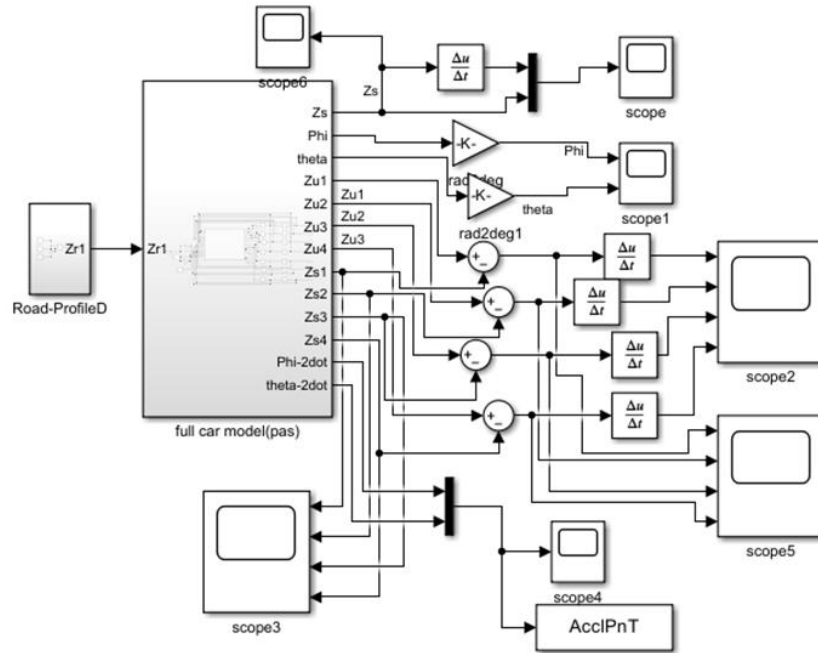 scope6
Zs
Δu
Δt
scope
Zs
Phi
theta
Zu1
Zu2
Zu3
Zu4
Zs1
Zs2
Zs3
Zs4
Phi-2dot
theta-2dot
Zr1
full car model(pas)
Zr1
Road-ProfileD
Zu1
Zu2
Zu3
-K-
Phi
-K-
theta
rad2deg1
scope1
+
-
+
-
+
-
+
-
Δu
Δt
Δu
Δt
Δu
Δt
Δu
Δt
scope2
scope5
scope3
scope4
AcclPnT